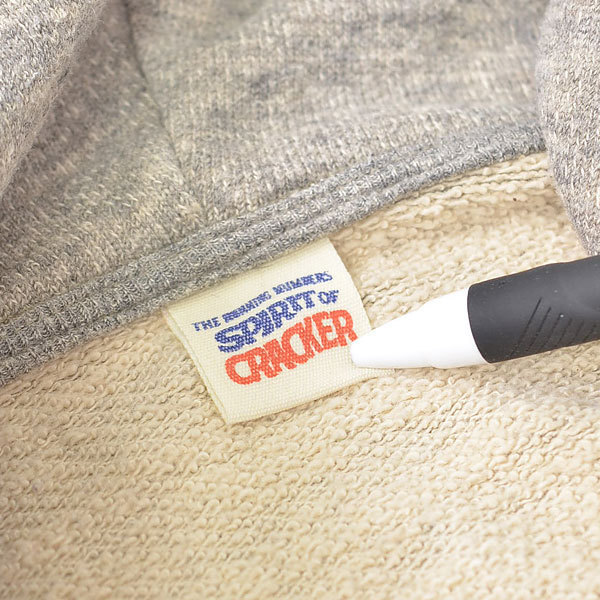 THE RUNNING NUMBERS
SPIRIT OF
CRACKER